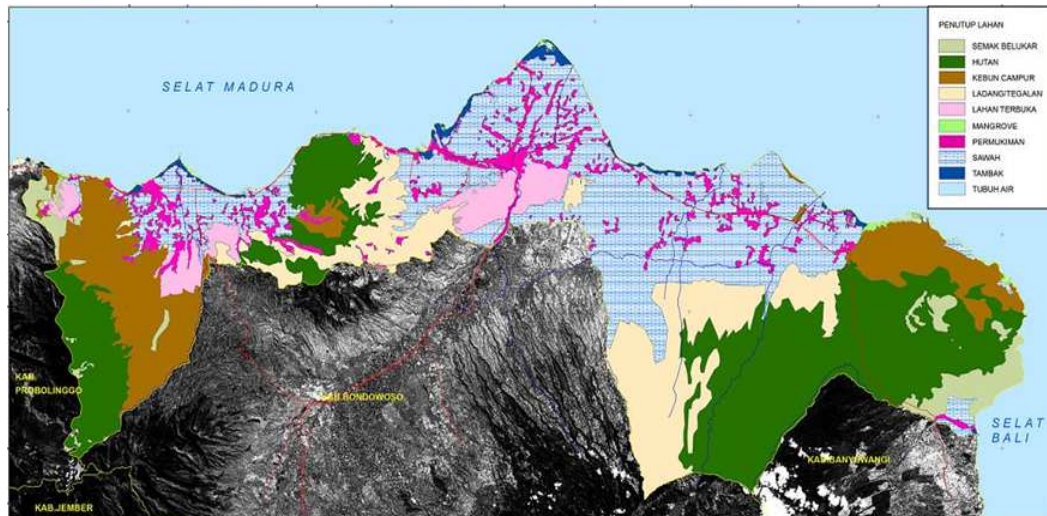 PENUTUP LAHAN
SEMAK BELUKAR
HUTAN
KEBUN CAMPUR
LADANG/TEGALAN
LAHAN TERBUKA
MANGROVE
PERMUKIMAN
SAWAH
TAMBAK
TUBUH AIR
SELAT MADURA
KAB.
PROBOLINGGO
KAB.BONDOWOSO
SELAT
BALI
KAB.BANYUWANGI
KAB.JEMBER